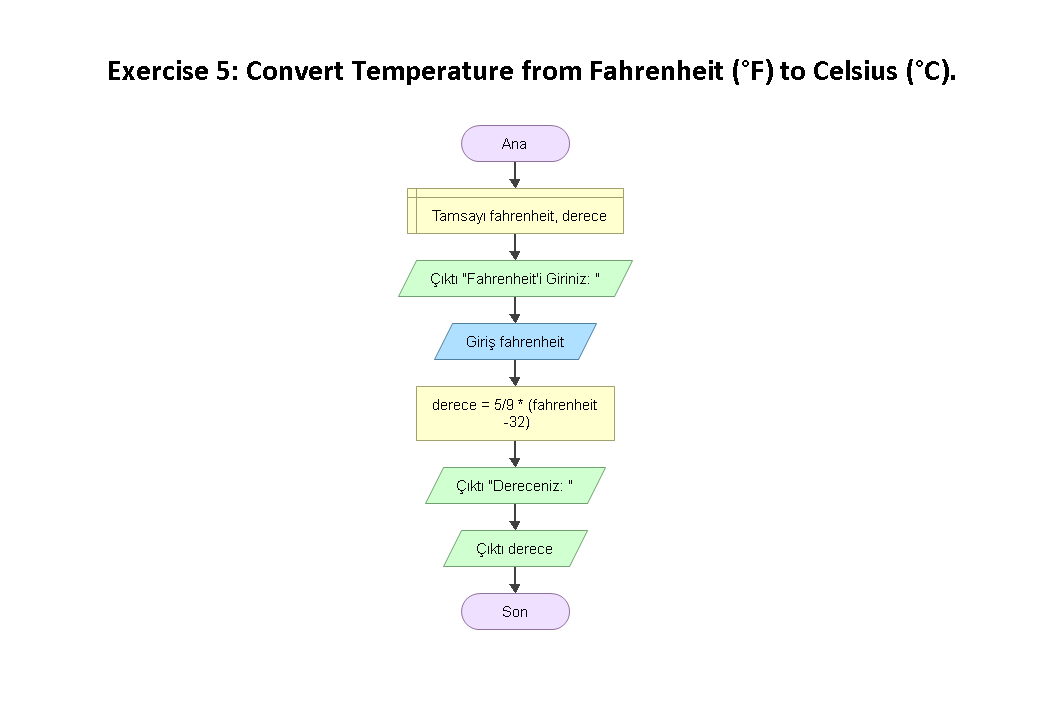 Exercise 5: Convert Temperature from Fahrenheit (°F) to Celsius (°C).
Ana
Tamsayı fahrenheit, derece
Çıktı "Fahrenheit'i Giriniz: "
Giriş fahrenheit
derece = 5/9 * (fahrenheit
-32)
Çıktı "Dereceniz: "
Çıktı derece
Son